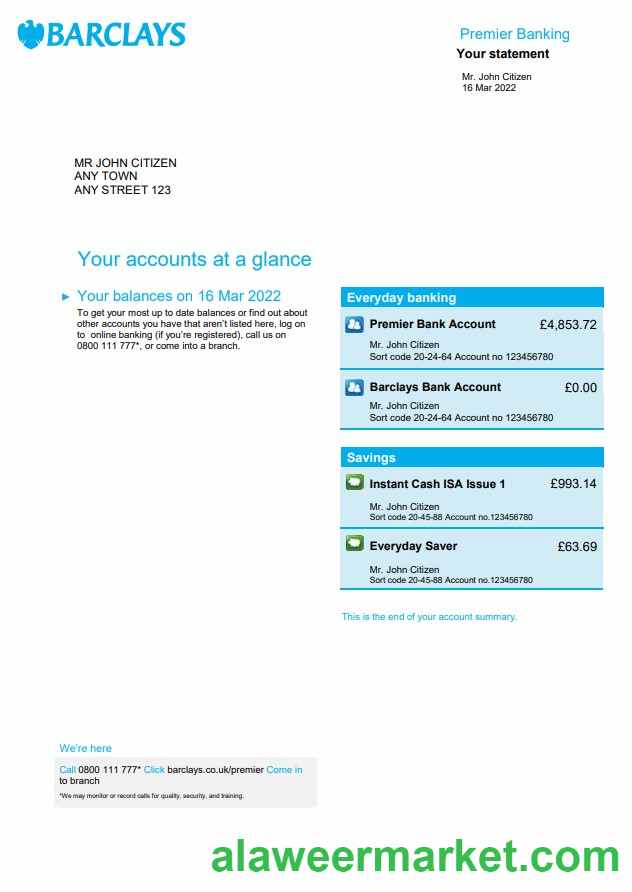 BARCLAYS
Premier Banking
Your statement
Mr. John Citizen
16 Mar 2022
MR JOHN CITIZEN
ANY TOWN
ANY STREET 123
Your accounts at a glance
► Your balances on 16 Mar 2022
To get your most up to date balances or find out about
other accounts you have that aren't listed here, log on
to online banking (if you're registered), call us on
0800 111 777*, or come into a branch.
Everyday banking
Premier Bank Account £4,853.72
Mr. John Citizen
Sort code 20-24-64 Account no 123456780
Barclays Bank Account £0.00
Mr. John Citizen
Sort code 20-24-64 Account no 123456780
Savings
Instant Cash ISA Issue 1 £993.14
Mr. John Citizen
Sort code 20-45-88 Account no.123456780
Everyday Saver £63.69
Mr. John Citizen
Sort code 20-45-88 Account no.123456780
This is the end of your account summary.
We're here
Call 0800 111 777* Click barclays.co.uk/premier Come in
to branch
*We may monitor or record calls for quality, security, and training.
alaweermarket.com